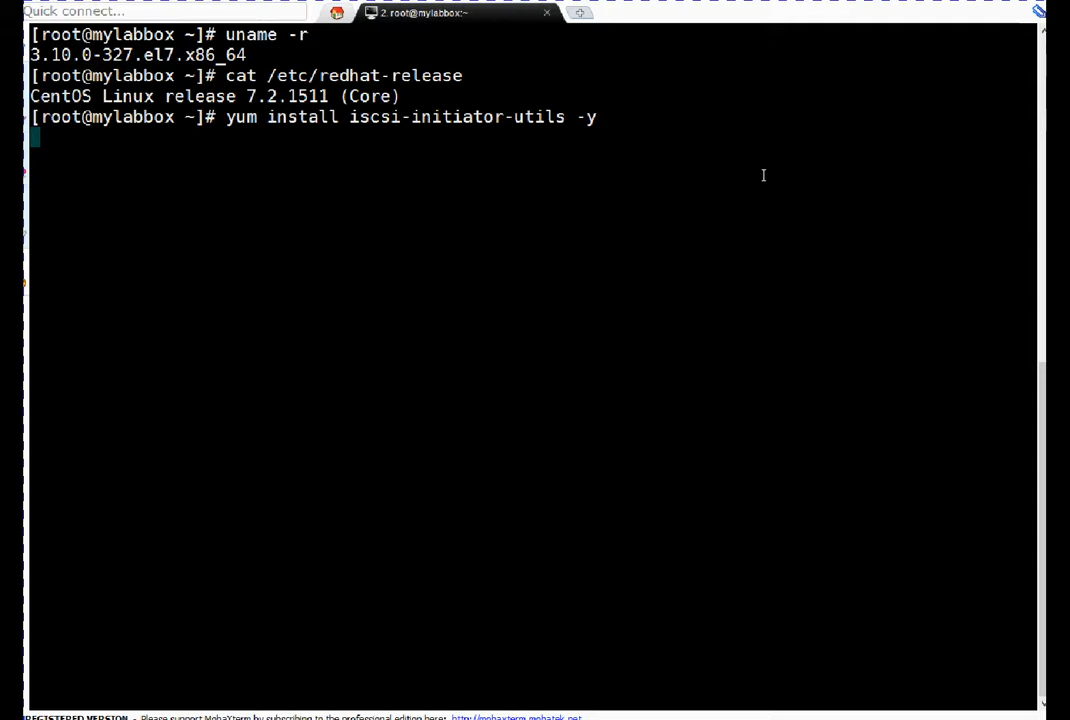 Quick connect...
2. root@mylabbox:~
[root@mylabbox ~]# uname -r
3.10.0-327.el7.x86_64
[root@mylabbox ~]# cat /etc/redhat-release
CentOS Linux release 7.2.1511 (Core)
[root@mylabbox ~]# yum install iscsi-initiator-utils -y
REGISTERED VERSION - Please support MobaXterm by subscribing to the professional edition here: http://mobaxterm.mobatek.net